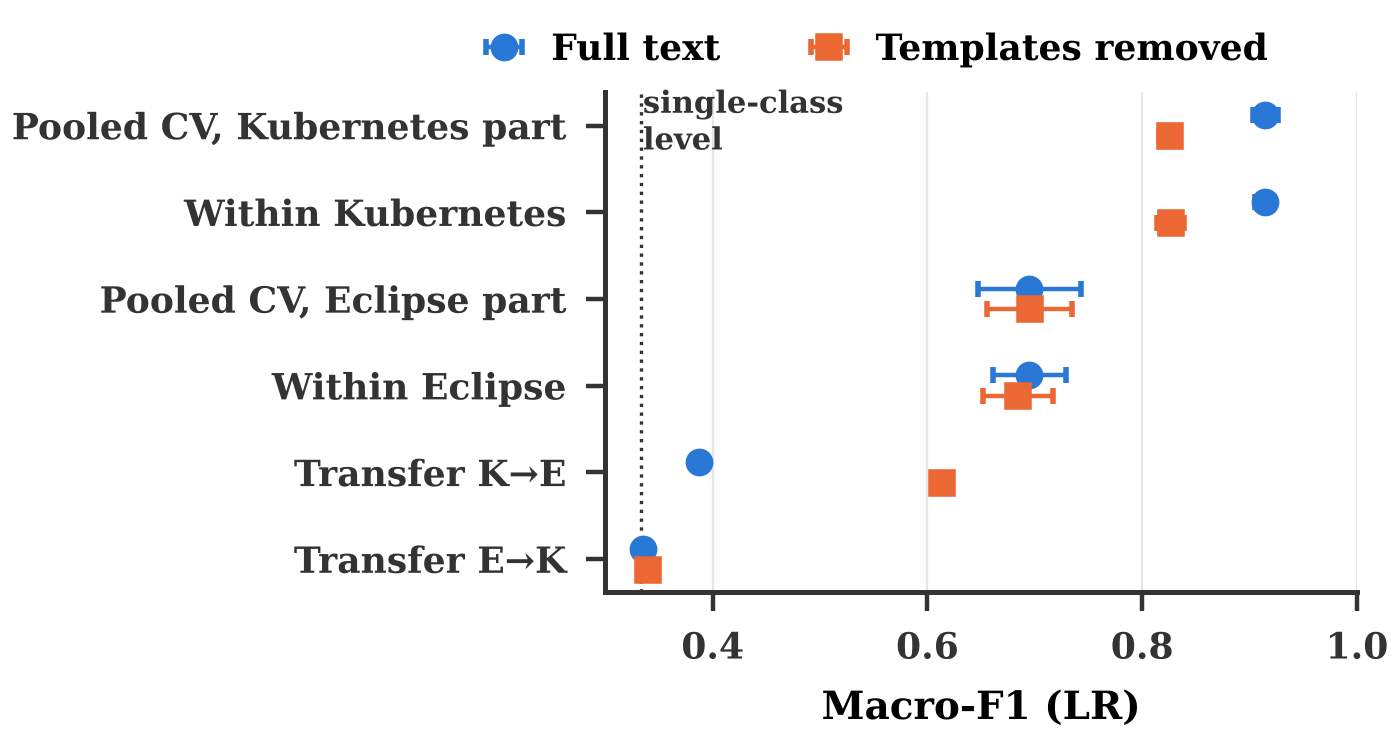 Full text
Templates removed
single-class
level
Pooled CV, Kubernetes part
Within Kubernetes
Pooled CV, Eclipse part
Within Eclipse
Transfer K→E
Transfer E→K
0.4 0.6 0.8 1.0
Macro-F1 (LR)